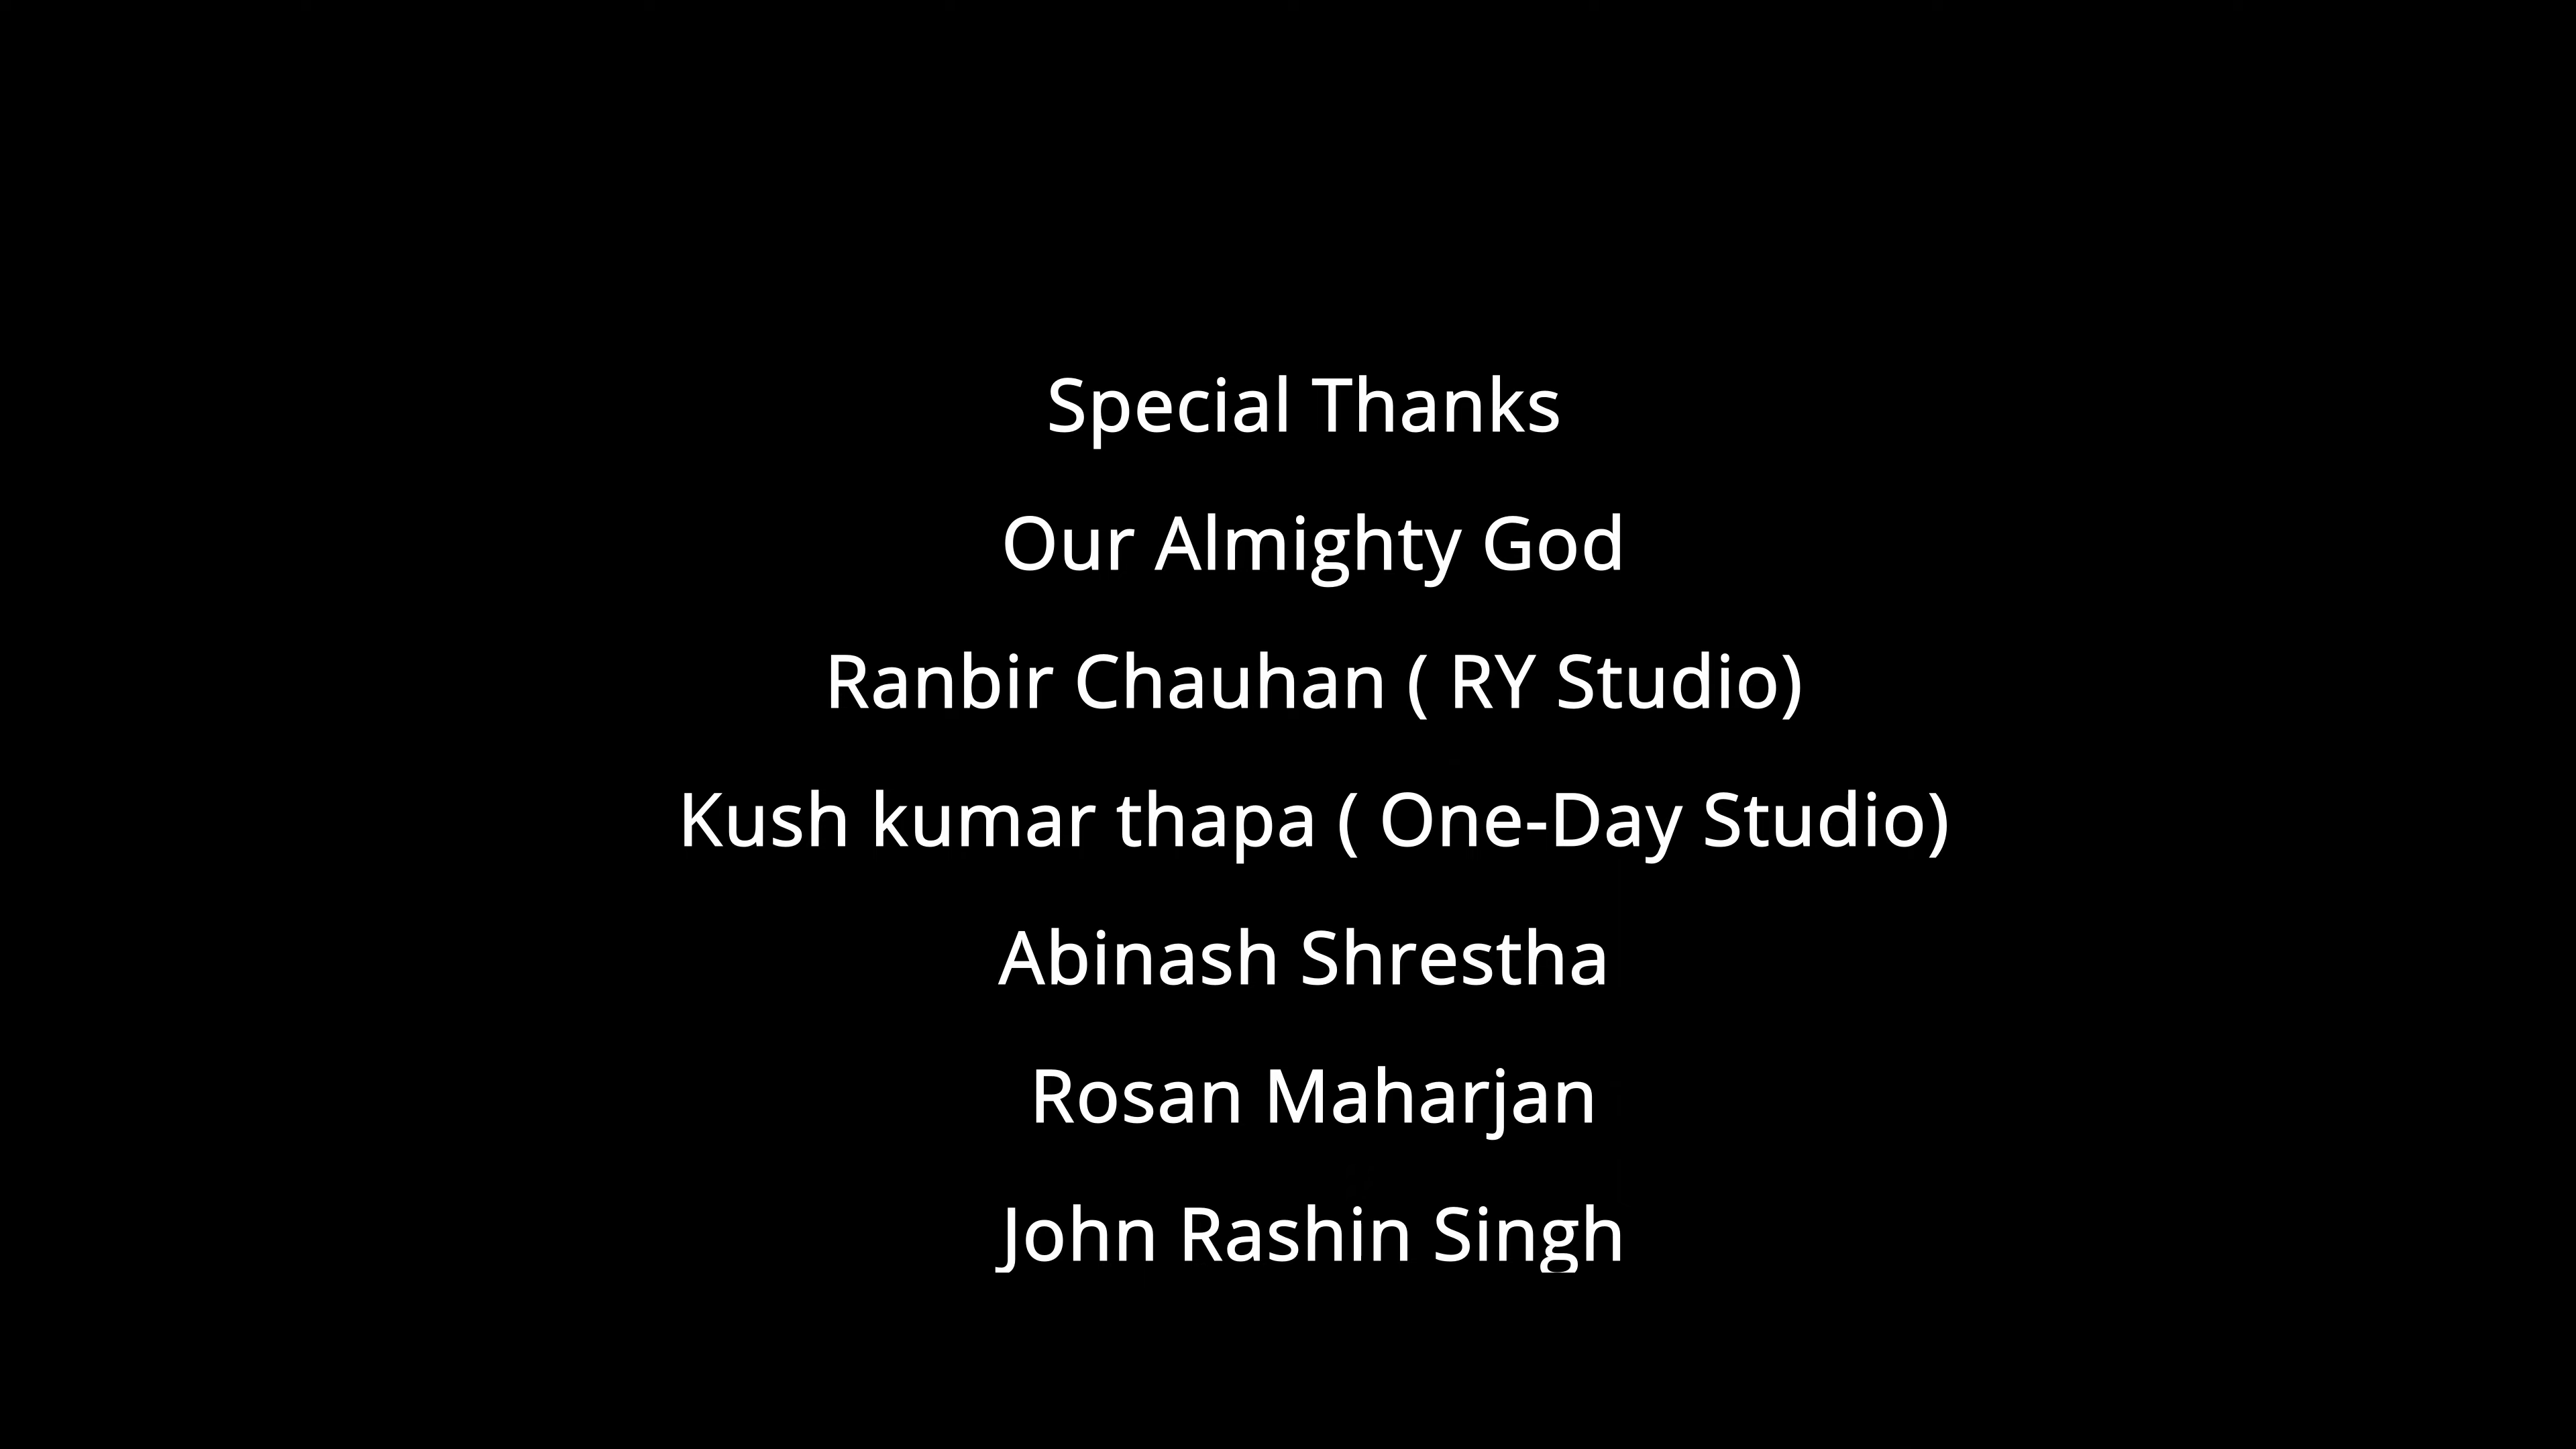 Special Thanks
Our Almighty God
Ranbir Chauhan ( RY Studio)
Kush kumar thapa ( One-Day Studio)
Abinash Shrestha
Rosan Maharjan
John Rashin Singh